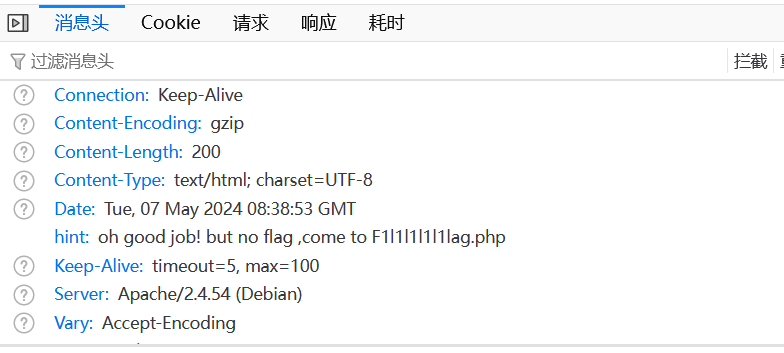 消息头 Cookie 请求 响应 耗时
过滤消息头 拦截
Connection: Keep-Alive
Content-Encoding: gzip
Content-Length: 200
Content-Type: text/html; charset=UTF-8
Date: Tue, 07 May 2024 08:38:53 GMT
hint: oh good job! but no flag ,come to F1l1l1l1l1lag.php
Keep-Alive: timeout=5, max=100
Server: Apache/2.4.54 (Debian)
Vary: Accept-Encoding